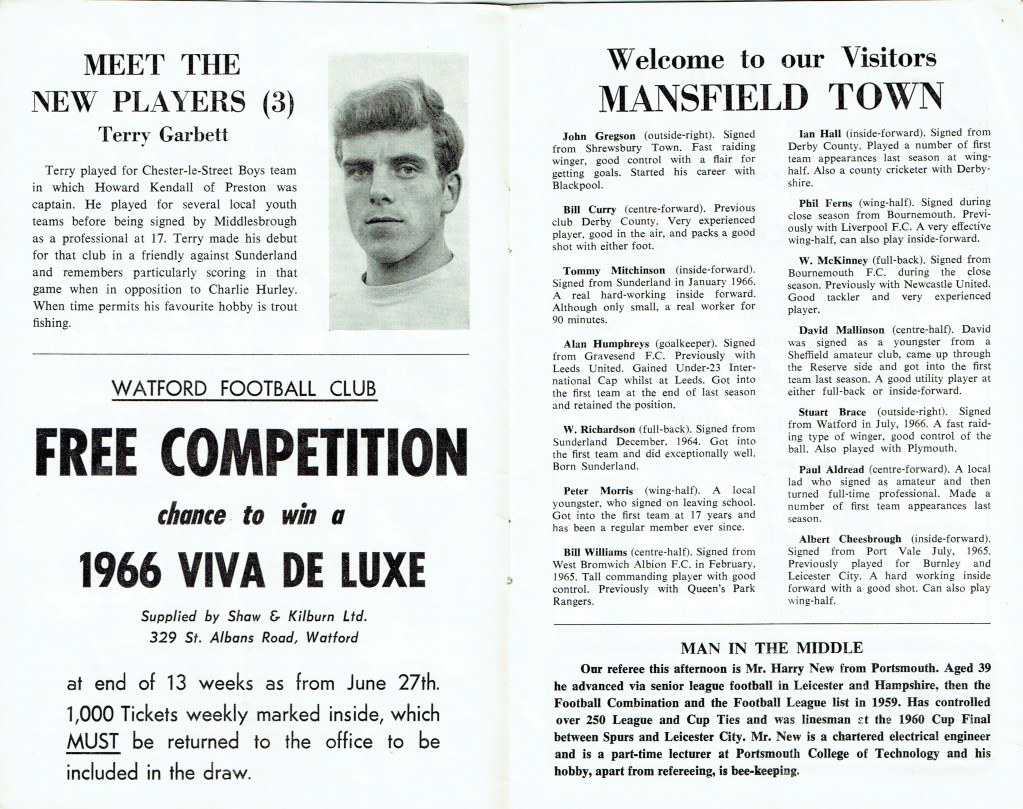 MEET THE
NEW PLAYERS (3)
Terry Garbett
Terry played for Chester-le-Street Boys team
in which Howard Kendall of Preston was
captain. He played for several local youth
teams before being signed by Middlesbrough
as a professional at 17. Terry made his debut
for that club in a friendly against Sunderland
and remembers particularly scoring in that
game when in opposition to Charlie Hurley.
When time permits his favourite hobby is trout
fishing.
WATFORD FOOTBALL CLUB
FREE COMPETITION
chance to win a
1966 VIVA DE LUXE
Supplied by Shaw & Kilburn Ltd.
329 St. Albans Road, Watford
at end of 13 weeks as from June 27th.
1,000 Tickets weekly marked inside, which
MUST be returned to the office to be
included in the draw.
Welcome to our Visitors
MANSFIELD TOWN
John Gregson (outside-right). Signed
from Shrewsbury Town. Fast raiding
winger, good control with a flair for
getting goals. Started his career with
Blackpool.
Bill Curry (centre-forward). Previous
club Derby County. Very experienced
player, good in the air, and packs a good
shot with either foot.
Tommy Mitchinson (inside-forward).
Signed from Sunderland in January 1966.
A real hard-working inside forward.
Although only small, a real worker for
90 minutes.
Alan Humphreys (goalkeeper). Signed
from Gravesend F.C. Previously with
Leeds United. Gained Under-23 Inter-
national Cap whilst at Leeds. Got into
the first team at the end of last season
and retained the position.
W. Richardson (full-back). Signed from
Sunderland December, 1964. Got into
the first team and did exceptionally well.
Born Sunderland.
Peter Morris (wing-half). A local
youngster, who signed on leaving school.
Got into the first team at 17 years and
has been a regular member ever since.
Bill Williams (centre-half). Signed from
West Bromwich Albion F.C. in February,
1965. Tall commanding player with good
control. Previously with Queen's Park
Rangers.
Ian Hall (inside-forward). Signed from
Derby County. Played a number of first
team appearances last season at wing-
half. Also a county cricketer with Derby-
shire.
Phil Ferns (wing-half). Signed during
close season from Bournemouth. Previ-
ously with Liverpool F.C. A very effective
wing-half, can also play inside-forward.
W. McKinney (full-back). Signed from
Bournemouth F.C. during the close
season. Previously with Newcastle United.
Good tackler and very experienced
player.
David Mallinson (centre-half). David
was signed as a youngster from a
Sheffield amateur club, came up through
the Reserve side and got into the first
team last season. A good utility player at
either full-back or inside-forward.
Stuart Brace (outside-right). Signed
from Watford in July, 1966. A fast raid-
ing type of winger, good control of the
ball. Also played with Plymouth.
Paul Aldread (centre-forward). A local
lad who signed as amateur and then
turned full-time professional. Made a
number of first team appearances last
season.
Albert Cheesbrough (inside-forward).
Signed from Port Vale July, 1965.
Previously played for Burnley and
Leicester City. A hard working inside
forward with a good shot. Can also play
wing-half.
MAN IN THE MIDDLE
Our referee this afternoon is Mr. Harry New from Portsmouth. Aged 39
he advanced via senior league football in Leicester and Hampshire, then the
Football Combination and the Football League list in 1959. Has controlled
over 250 League and Cup Ties and was linesman at the 1960 Cup Final
between Spurs and Leicester City. Mr. New is a chartered electrical engineer
and is a part-time lecturer at Portsmouth College of Technology and his
hobby, apart from refereeing, is bee-keeping.